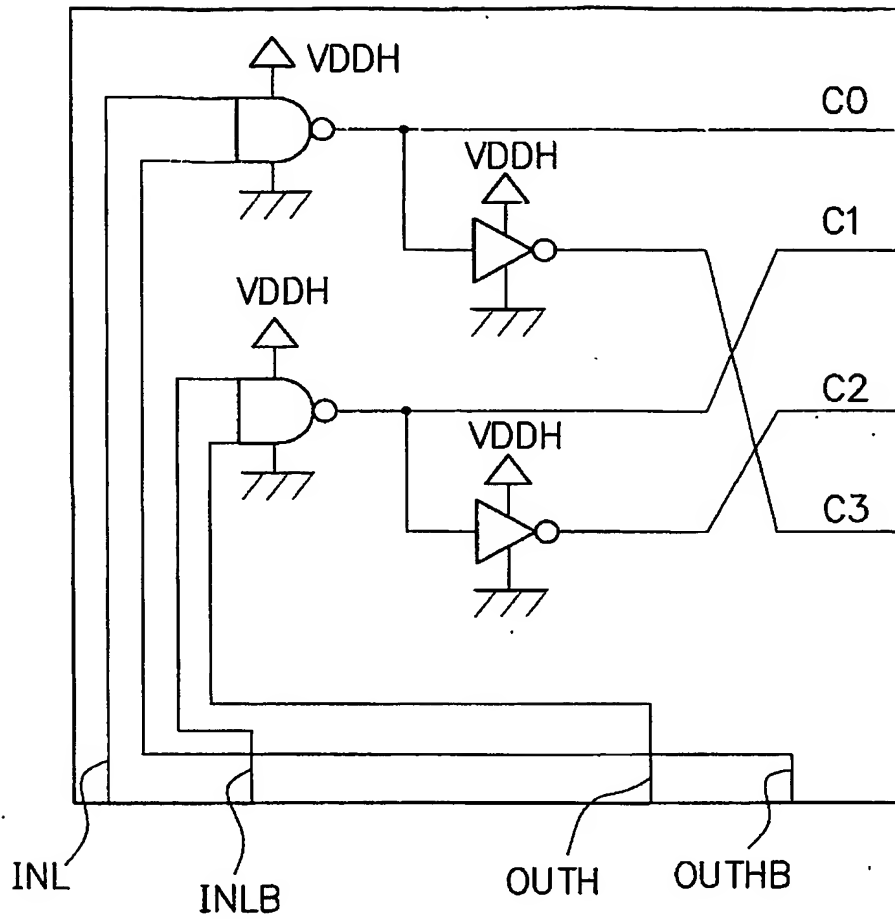 VDDH
C0
VDDH
C1
VDDH
C2
VDDH
C3
INL
INLB
OUTH
OUTHB